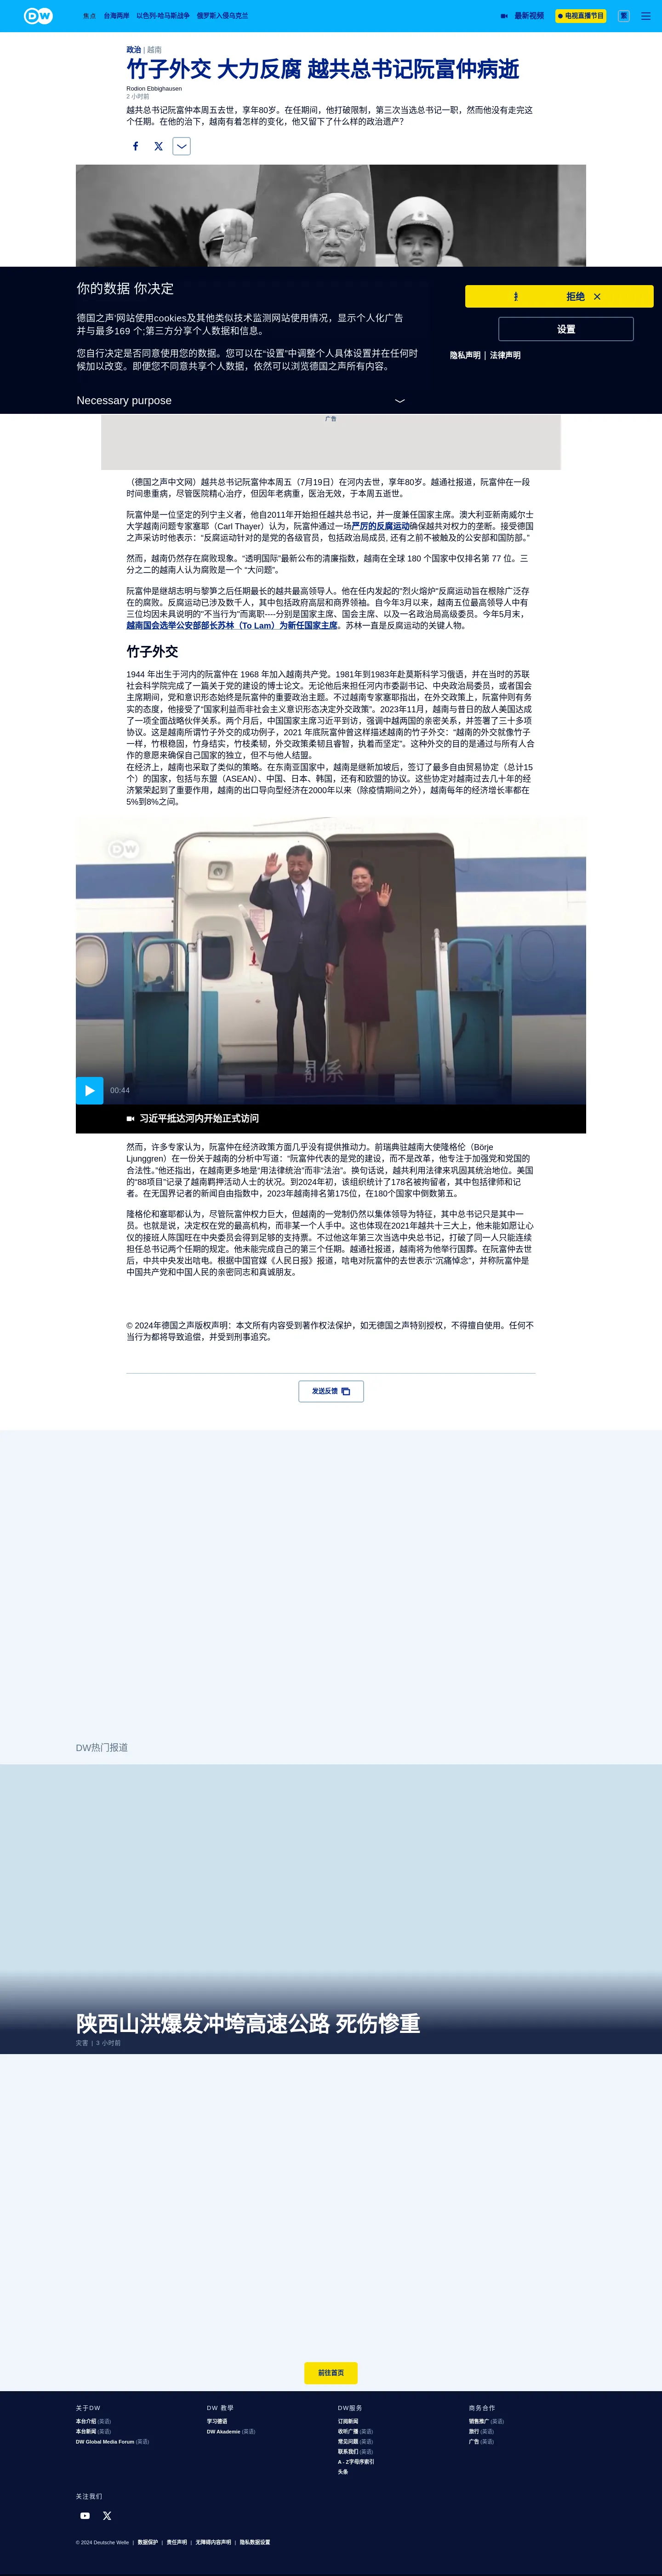 DW
焦点 台海两岸 以色列-哈马斯战争 俄罗斯入侵乌克兰 最新视频 电视直播节目 繁
政治 | 越南
竹子外交 大力反腐 越共总书记阮富仲病逝
Rodion Ebbighausen
2 小时前
越共总书记阮富仲本周五去世，享年80岁。在任期间，他打破限制，第三次当选总书记一职，然而他没有走完这
个任期。在他的治下，越南有着怎样的变化，他又留下了什么样的政治遗产？
你的数据 你决定
德国之声'网站使用cookies及其他类似技术监测网站使用情况，显示个人化广告
并与最多169 个;第三方分享个人数据和信息。
您自行决定是否同意使用您的数据。您可以在"设置"中调整个人具体设置并在任何时
候加以改变。即便您不同意共享个人数据，依然可以浏览德国之声所有内容。
Necessary purpose
拒绝
设置
隐私声明 | 法律声明
广告
（德国之声中文网）越共总书记阮富仲本周五（7月19日）在河内去世，享年80岁。越通社报道，阮富仲在一段
时间患重病，尽管医院精心治疗，但因年老病重，医治无效，于本周五逝世。
阮富仲是一位坚定的列宁主义者，他自2011年开始担任越共总书记，并一度兼任国家主席。澳大利亚新南威尔士
大学越南问题专家塞耶（Carl Thayer）认为，阮富仲通过一场严厉的反腐运动确保越共对权力的垄断。接受德国
之声采访时他表示：“反腐运动针对的是党的各级官员，包括政治局成员, 还有之前不被触及的公安部和国防部。”
然而，越南仍然存在腐败现象。“透明国际”最新公布的清廉指数，越南在全球 180 个国家中仅排名第 77 位。三
分之二的越南人认为腐败是一个 “大问题”。
阮富仲是继胡志明与黎笋之后任期最长的越共最高领导人。他在任内发起的“烈火熔炉”反腐运动旨在根除广泛存
在的腐败。反腐运动已涉及数千人，其中包括政府高层和商界领袖。自今年3月以来，越南五位最高领导人中有
三位均因未具说明的"不当行为"而离职----分别是国家主席、国会主席、以及一名政治局高级委员。今年5月末，
越南国会选举公安部部长苏林（To Lam）为新任国家主席。苏林一直是反腐运动的关键人物。
竹子外交
1944 年出生于河内的阮富仲在 1968 年加入越南共产党。1981年到1983年赴莫斯科学习俄语，并在当时的苏联
社会科学院完成了一篇关于党的建设的博士论文。无论他后来担任河内市委副书记、中央政治局委员，或者国会
主席期间，党和意识形态始终是阮富仲的重要政治主题。不过越南专家塞耶指出，在外交政策上，阮富仲则有务
实的态度，他接受了“国家利益而非社会主义意识形态决定外交政策”。2023年11月，越南与昔日的敌人美国达成
了一项全面战略伙伴关系。两个月后，中国国家主席习近平到访，强调中越两国的亲密关系，并签署了三十多项
协议。这是越南所谓竹子外交的成功例子，2021 年底阮富仲曾这样描述越南的竹子外交：“越南的外交就像竹子
一样，竹根稳固，竹身结实，竹枝柔韧，外交政策柔韧且睿智，执着而坚定”。这种外交的目的是通过与所有人合
作的意愿来确保自己国家的独立，但不与他人结盟。
在经济上，越南也采取了类似的策略。在东南亚国家中，越南是继新加坡后，签订了最多自由贸易协定（总计15
个）的国家，包括与东盟（ASEAN）、中国、日本、韩国，还有和欧盟的协议。这些协定对越南过去几十年的经
济繁荣起到了重要作用，越南的出口导向型经济在2000年以来（除疫情期间之外），越南每年的经济增长率都在
5%到8%之间。
DW
00:44
習係
习近平抵达河内开始正式访问
然而，许多专家认为，阮富仲在经济政策方面几乎没有提供推动力。前瑞典驻越南大使隆格伦（Börje
Ljunggren）在一份关于越南的分析中写道：“阮富仲代表的是党的建设，而不是改革，他专注于加强党和党国的
合法性。”他还指出，在越南更多地是“用法律统治”而非“法治”。换句话说，越共利用法律来巩固其统治地位。美国
的“88项目”记录了越南羁押活动人士的状况。到2024年初，该组织统计了178名被拘留者，其中包括律师和记
者。在无国界记者的新闻自由指数中，2023年越南排名第175位，在180个国家中倒数第五。
隆格伦和塞耶都认为，尽管阮富仲权力巨大，但越南的一党制仍然以集体领导为特征，其中总书记只是其中一
员。也就是说，决定权在党的最高机构，而非某一个人手中。这也体现在2021年越共十三大上，他未能如愿让心
仪的接班人陈国旺在中央委员会得到足够的支持票。不过他这年第三次当选中央总书记，打破了同一人只能连续
担任总书记两个任期的规定。他未能完成自己的第三个任期。越通社报道，越南将为他举行国葬。在阮富仲去世
后，中共中央发出唁电。根据中国官媒《人民日报》报道，唁电对阮富仲的去世表示“沉痛悼念”，并称阮富仲是
中国共产党和中国人民的亲密同志和真诚朋友。
© 2024年德国之声版权声明：本文所有内容受到著作权法保护，如无德国之声特别授权，不得擅自使用。任何不
当行为都将导致追偿，并受到刑事追究。
发送反馈
DW热门报道
陕西山洪爆发冲垮高速公路 死伤惨重
灾害 | 3 小时前
前往首页
关于DW
本台介绍 (英语)
本台新闻 (英语)
DW Global Media Forum (英语)
DW 教學
学习德语
DW Akademie (英语)
DW服务
订阅新闻
收听广播 (英语)
常见问题 (英语)
联系我们 (英语)
A - Z字母序索引
头条
商务合作
销售推广 (英语)
旅行 (英语)
广告 (英语)
关注我们
© 2024 Deutsche Welle | 数据保护 | 责任声明 | 无障碍内容声明 | 隐私数据设置